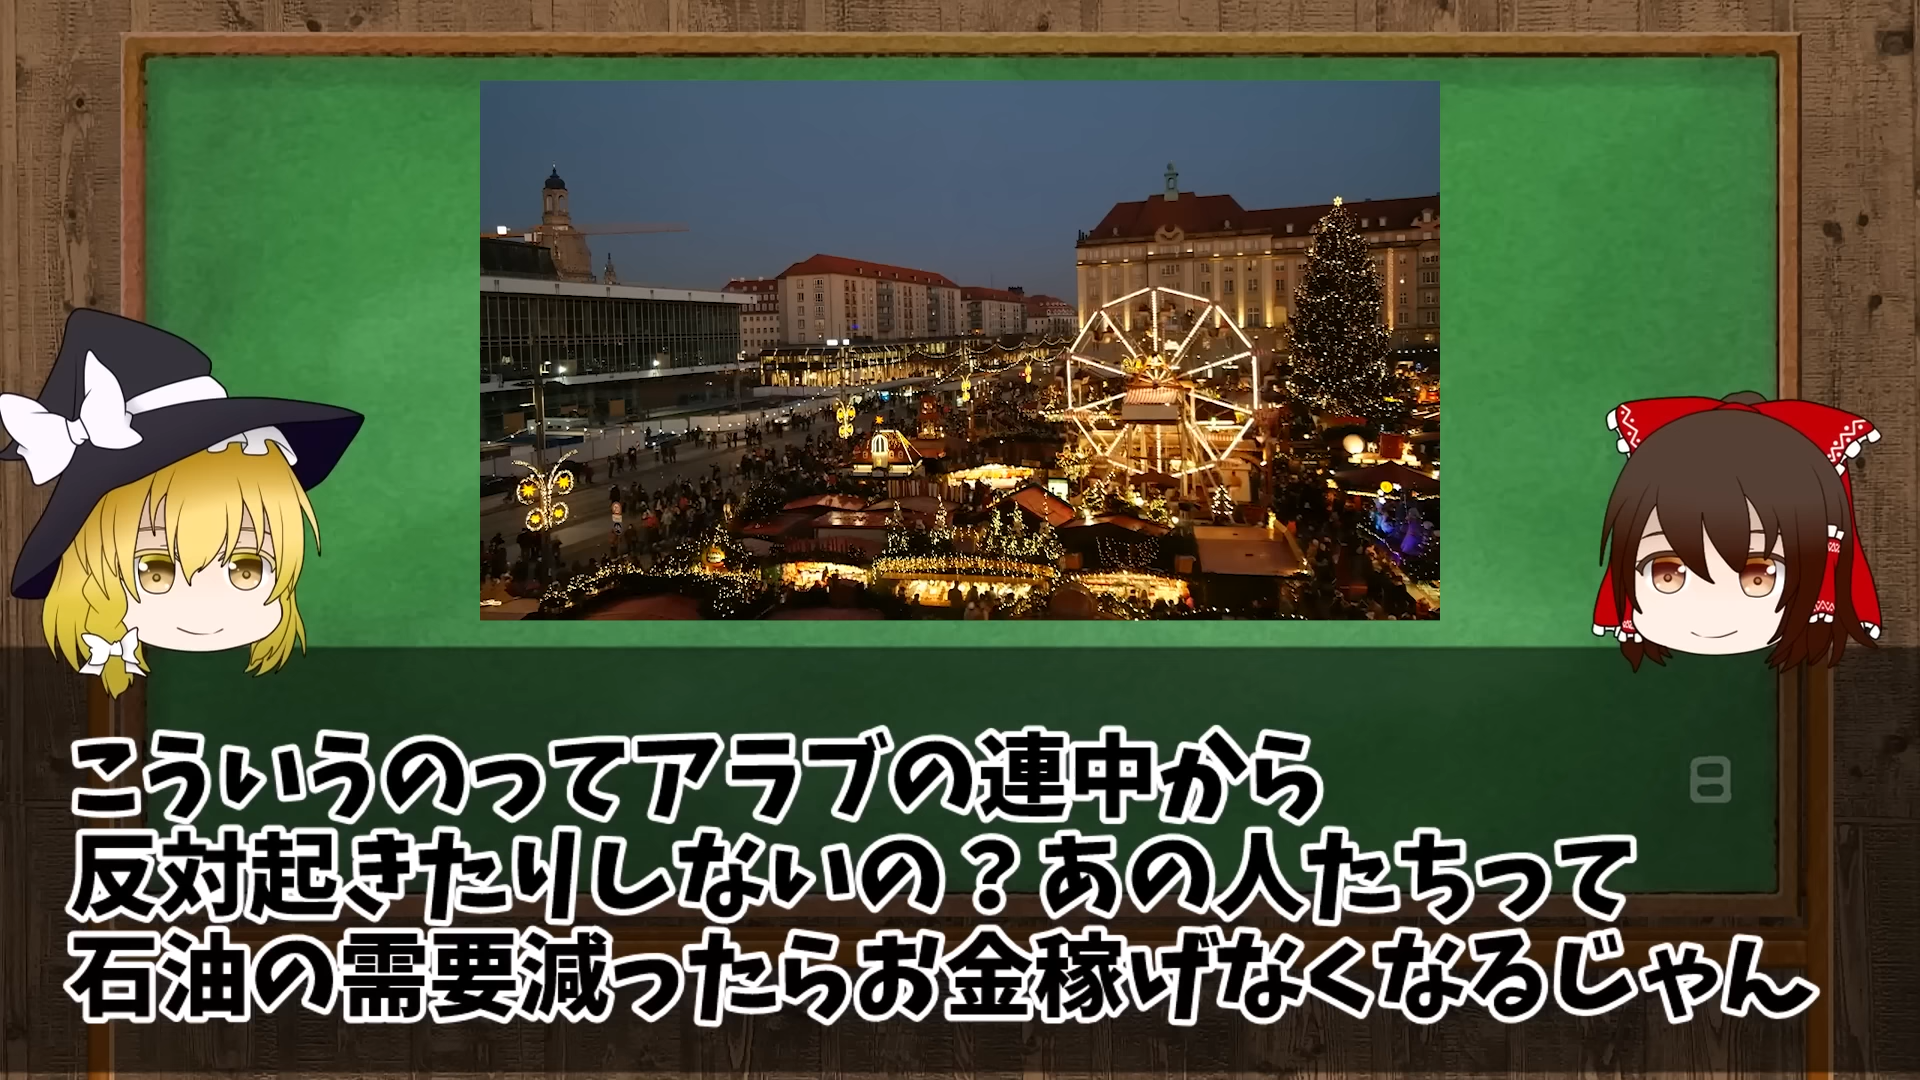 こういうのってアラブの連中から
反対起きたりしないの？あの人たちって
石油の需要減ったらお金稼げなくなるじゃん